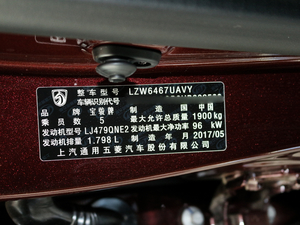 整车型号 LZW6467UAVY
车辆识别代号
品牌 宝骏牌 制造国 中国
乘员数 5 最大允许总质量 1900 kg
发动机型号 LJ479QNE2 发动机最大净功率 96 kW
发动机排量 1.798 L 制造年月 2017/05
上汽通用五菱汽车股份有限公司